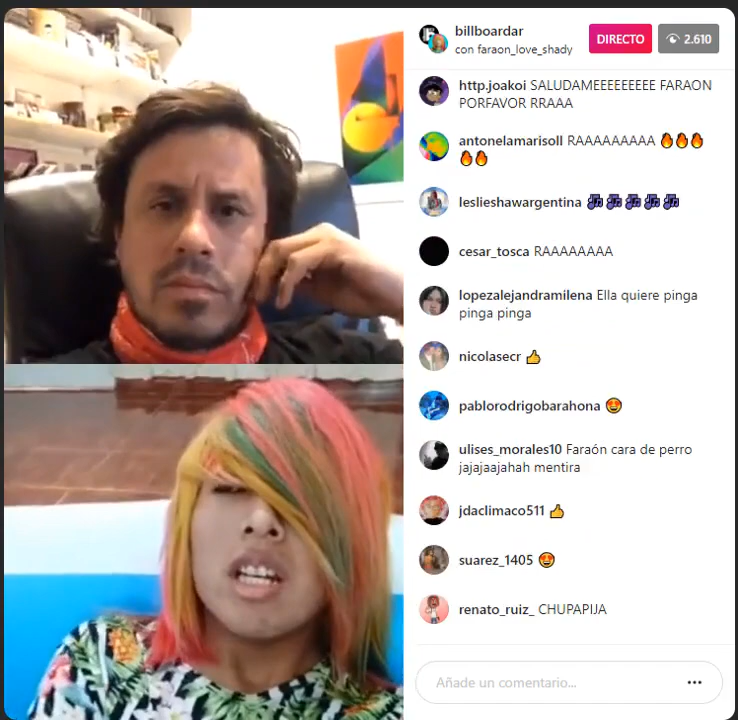 billboardar
con faraon_love_shady
DIRECTO
2.610
http.joakoi SALUDAMEEEEEEEEE FARAON
PORFAVOR RRAAA
antonelamarisoll RAAAAAAAAA 🔥🔥🔥
🔥🔥
leslieshawargentina 🎶🎶🎶🎶🎶
cesar_tosca RAAAAAAAA
lopezalejandramilena Ella quiere pinga
pinga pinga
nicolasecr 👍
pablorodrigobarahona 😍
ulises_morales10 Faraón cara de perro
jajajaajahah mentira
jdaclimaco511 👍
suarez_1405 😍
renato_ruiz_ CHUPAPIJA
Añade un comentario...